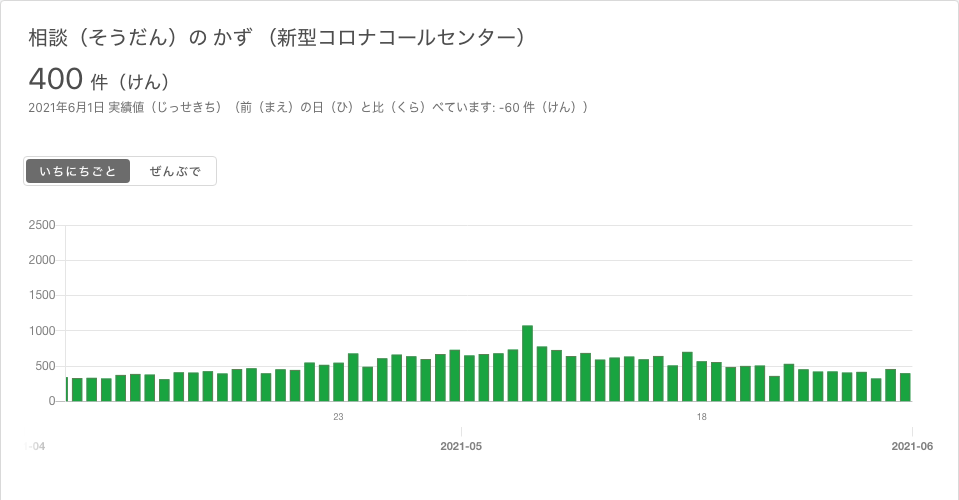 相談（そうだん）の かず （新型コロナコールセンター）
400 件（けん）
2021年6月1日 実績値（じっせきち）（前（まえ）の日（ひ）と比（くら）べています: -60 件（けん））
いちにちごと ぜんぶで
2500
2000
1500
1000
500
0
23 18
-04 2021-05 2021-06